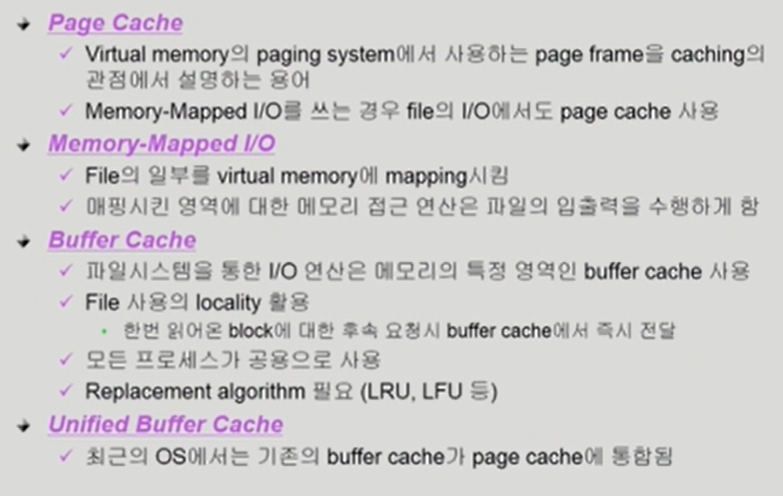 Page Cache
Virtual memory의 paging system에서 사용하는 page frame을 caching의
관점에서 설명하는 용어
Memory-Mapped I/O를 쓰는 경우 file의 I/O에서도 page cache 사용
Memory-Mapped I/O
File의 일부를 virtual memory에 mapping시킴
매핑시킨 영역에 대한 메모리 접근 연산은 파일의 입출력을 수행하게 함
Buffer Cache
파일시스템을 통한 I/O 연산은 메모리의 특정 영역인 buffer cache 사용
File 사용의 locality 활용
한번 읽어온 block에 대한 후속 요청시 buffer cache에서 즉시 전달
모든 프로세스가 공용으로 사용
Replacement algorithm 필요 (LRU, LFU 등)
Unified Buffer Cache
최근의 OS에서는 기존의 buffer cache가 page cache에 통합됨